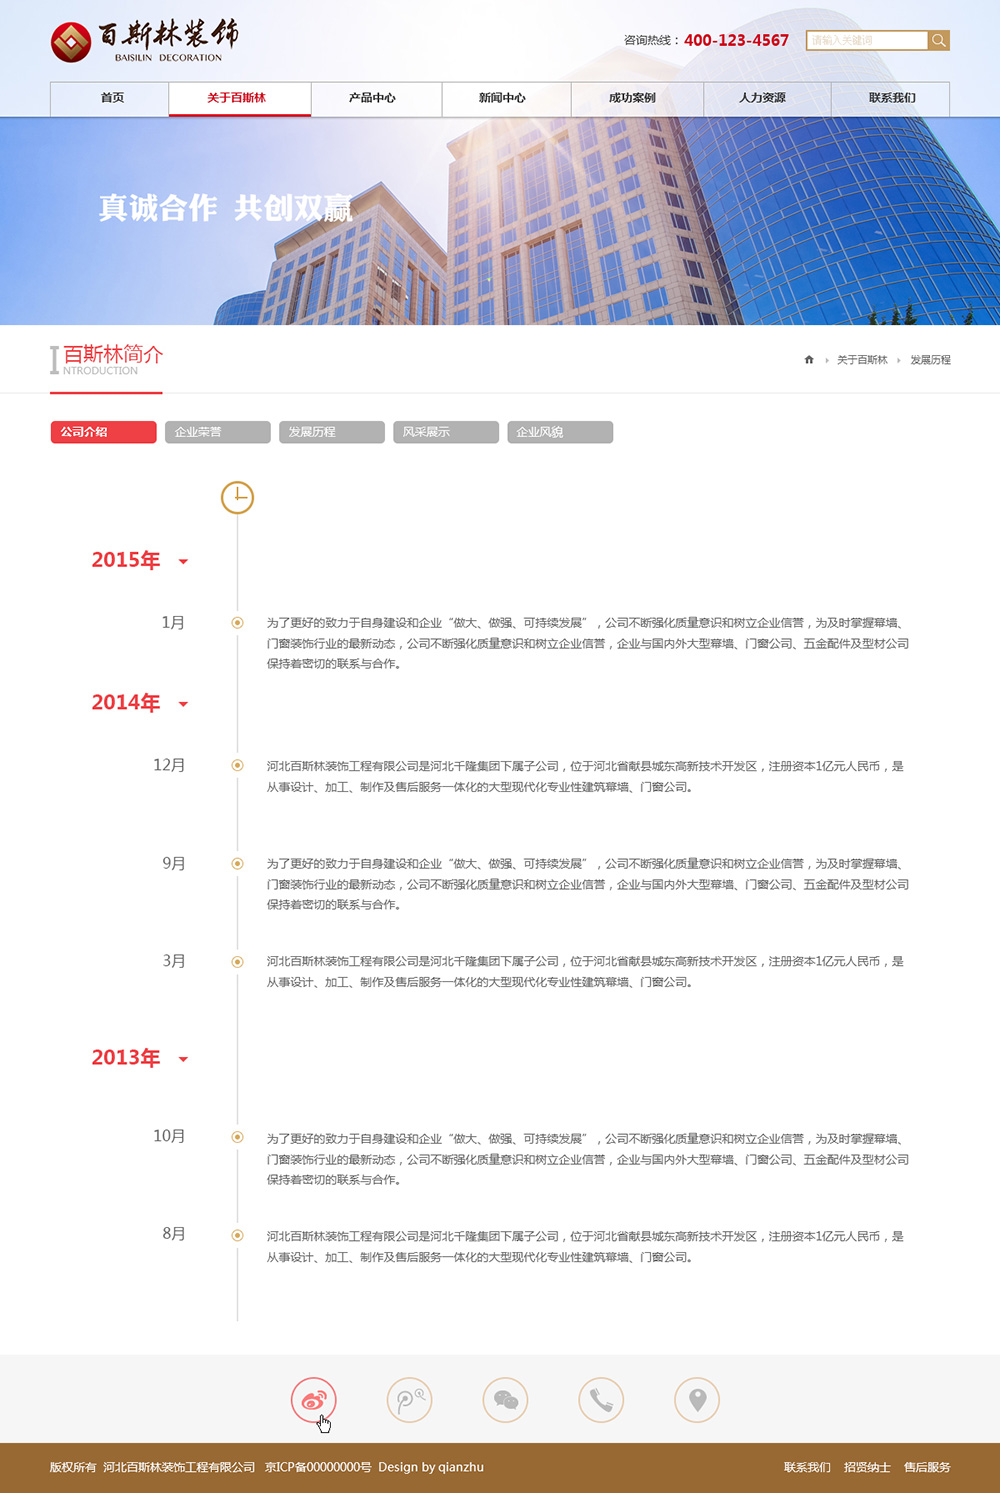 百斯林装饰
BAISILIN DECORATION
咨询热线：400-123-4567
请输入关键词
首页 关于百斯林 产品中心 新闻中心 成功案例 人力资源 联系我们
真诚合作 共创双赢
百斯林简介
INTRODUCTION
关于百斯林 发展历程
公司介绍 企业荣誉 发展历程 风采展示 企业风貌
2015年
1月
为了更好的致力于自身建设和企业“做大、做强、可持续发展”，公司不断强化质量意识和树立企业信誉，为及时掌握幕墙、
门窗装饰行业的最新动态，公司不断强化质量意识和树立企业信誉，企业与国内外大型幕墙、门窗公司、五金配件及型材公司
保持着密切的联系与合作。
2014年
12月
河北百斯林装饰工程有限公司是河北千隆集团下属子公司，位于河北省献县城东高新技术开发区，注册资本1亿元人民币，是
从事设计、加工、制作及售后服务一体化的大型现代化专业性建筑幕墙、门窗公司。
9月
为了更好的致力于自身建设和企业“做大、做强、可持续发展”，公司不断强化质量意识和树立企业信誉，为及时掌握幕墙、
门窗装饰行业的最新动态，公司不断强化质量意识和树立企业信誉，企业与国内外大型幕墙、门窗公司、五金配件及型材公司
保持着密切的联系与合作。
3月
河北百斯林装饰工程有限公司是河北千隆集团下属子公司，位于河北省献县城东高新技术开发区，注册资本1亿元人民币，是
从事设计、加工、制作及售后服务一体化的大型现代化专业性建筑幕墙、门窗公司。
2013年
10月
为了更好的致力于自身建设和企业“做大、做强、可持续发展”，公司不断强化质量意识和树立企业信誉，为及时掌握幕墙、
门窗装饰行业的最新动态，公司不断强化质量意识和树立企业信誉，企业与国内外大型幕墙、门窗公司、五金配件及型材公司
保持着密切的联系与合作。
8月
河北百斯林装饰工程有限公司是河北千隆集团下属子公司，位于河北省献县城东高新技术开发区，注册资本1亿元人民币，是
从事设计、加工、制作及售后服务一体化的大型现代化专业性建筑幕墙、门窗公司。
版权所有 河北百斯林装饰工程有限公司 京ICP备00000000号 Design by qianzhu
联系我们 招贤纳士 售后服务